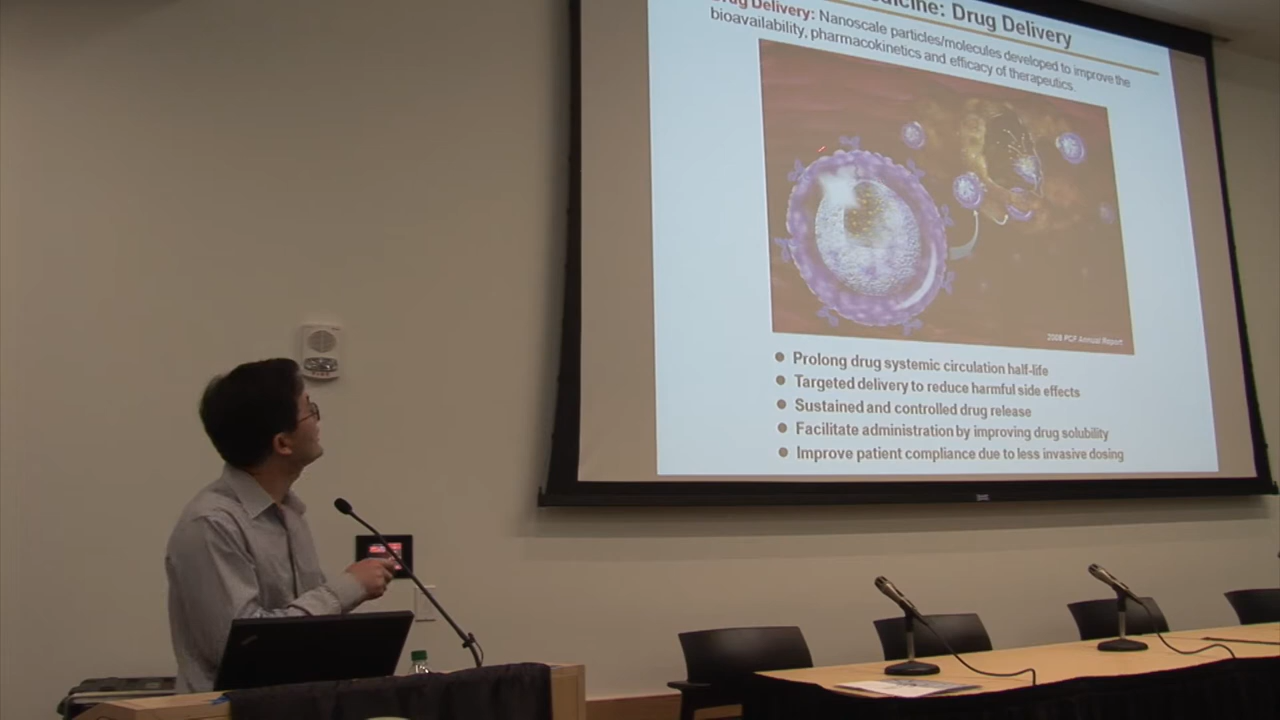 dicine: Drug Delivery
Drug Delivery: Nanoscale particles/molecules developed to improve the
bioavailability, pharmacokinetics and efficacy of therapeutics.
2008 PCF Annual Report
Prolong drug systemic circulation half-life
Targeted delivery to reduce harmful side effects
Sustained and controlled drug release
Facilitate administration by improving drug solubility
Improve patient compliance due to less invasive dosing